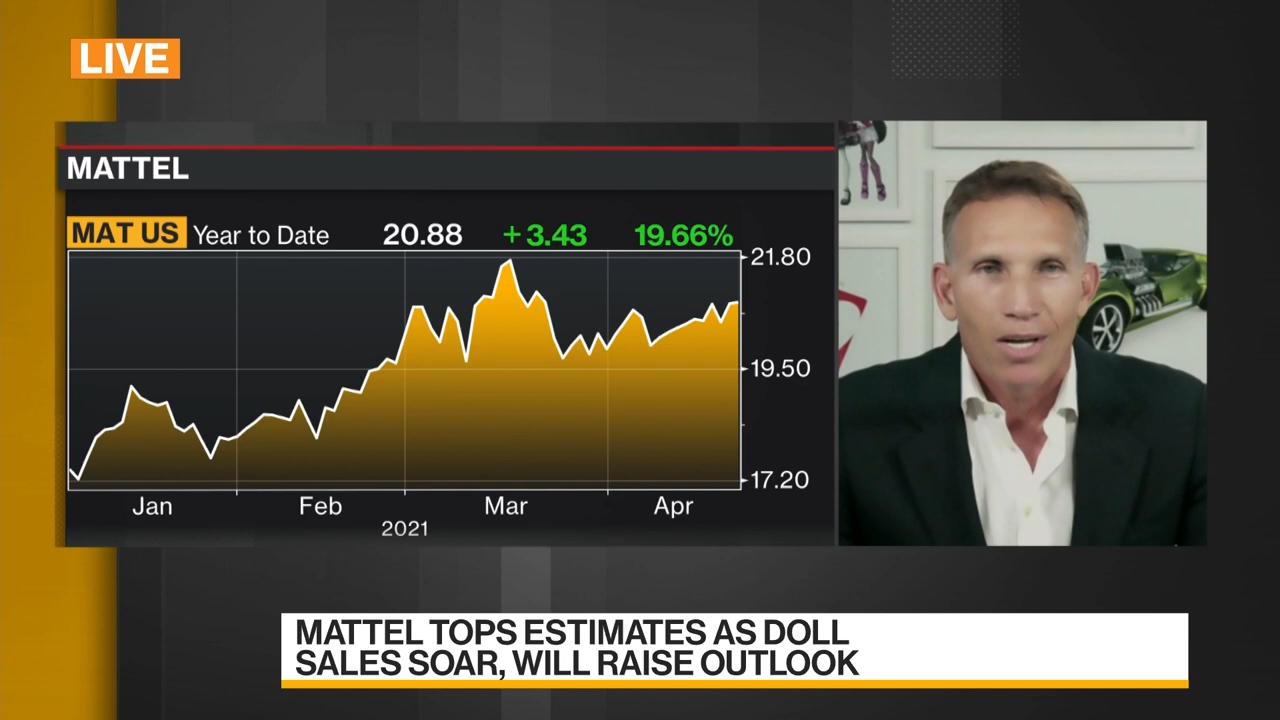 LIVE
MATTEL
MAT US Year to Date 20.88 +3.43 19.66%
21.80
19.50
17.20
Jan Feb Mar Apr
2021
MATTEL TOPS ESTIMATES AS DOLL
SALES SOAR, WILL RAISE OUTLOOK